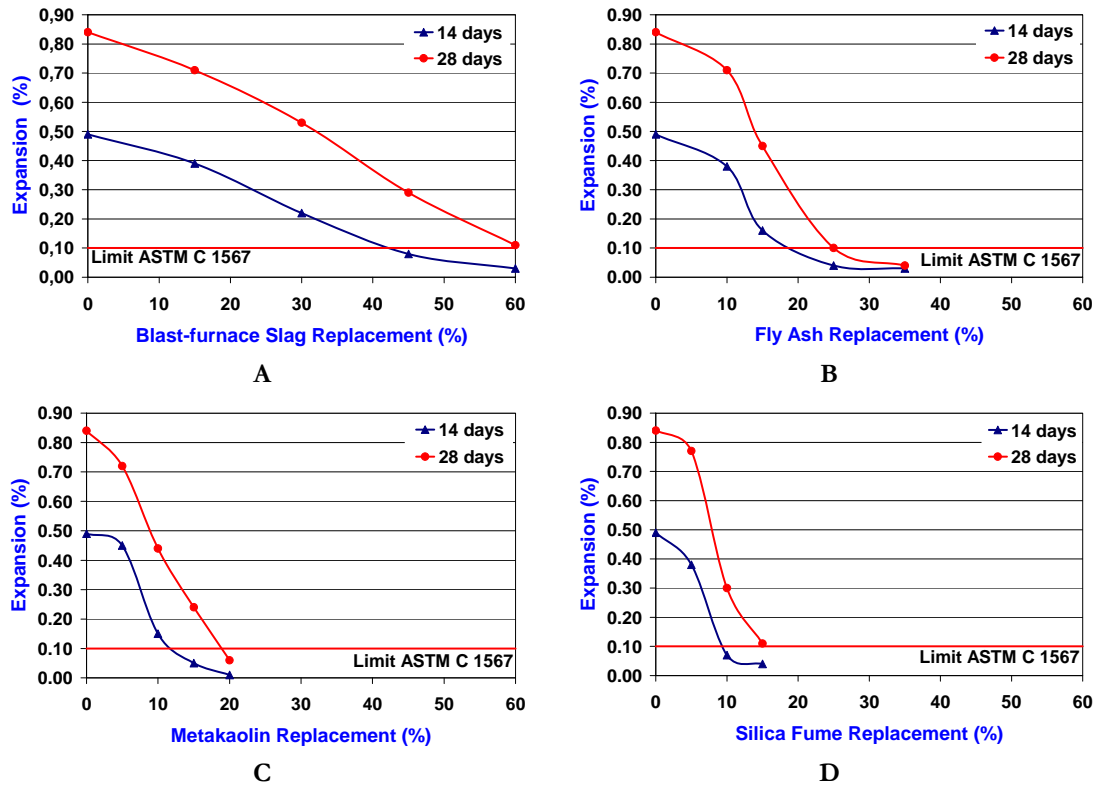 0.90
0,80
0,70
0,60
0,50
0,40
0,30
0,20
0,10
0.00
Expansion (%)
14 days
28 days
Limit ASTM C 1567
0 10 20 30 40 50 60
Blast-furnace Slag Replacement (%)
A
0.90
0.80
0.70
0.60
0.50
0.40
0.30
0.20
0.10
0.00
Expansion (%)
14 days
28 days
Limit ASTM C 1567
0 10 20 30 40 50 60
Fly Ash Replacement (%)
B
0.90
0.80
0.70
0.60
0.50
0.40
0.30
0.20
0.10
0.00
Expansion (%)
14 days
28 days
Limit ASTM C 1567
0 10 20 30 40 50 60
Metakaolin Replacement (%)
C
0.90
0.80
0.70
0.60
0.50
0.40
0.30
0.20
0.10
0.00
Expansion (%)
14 days
28 days
Limit ASTM C 1567
0 10 20 30 40 50 60
Silica Fume Replacement (%)
D